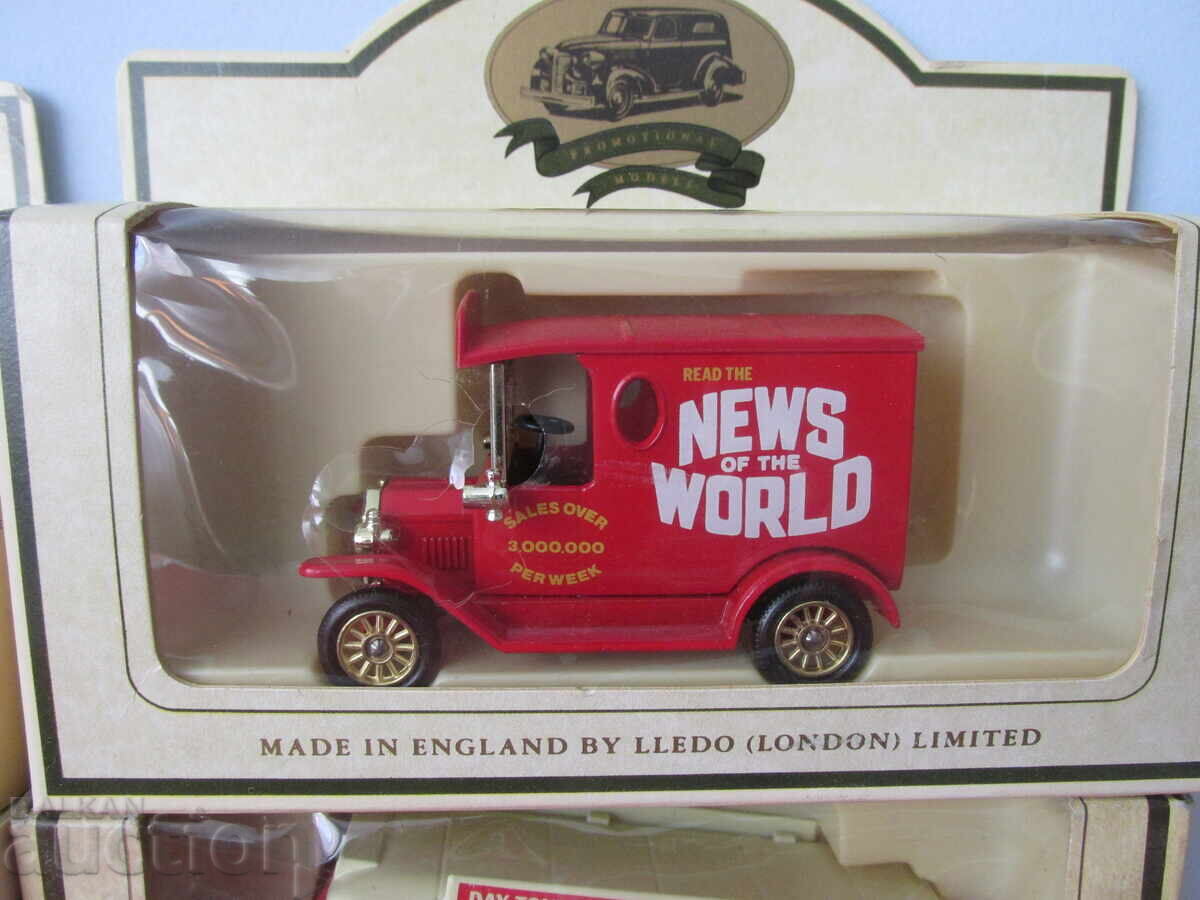 PROMOTIONAL
MODELS
READ THE
NEWS
OF THE
WORLD
SALES OVER
3,000,000
PER WEEK
MADE IN ENGLAND BY LLEDO (LONDON) LIMITED
BALKAN
auction